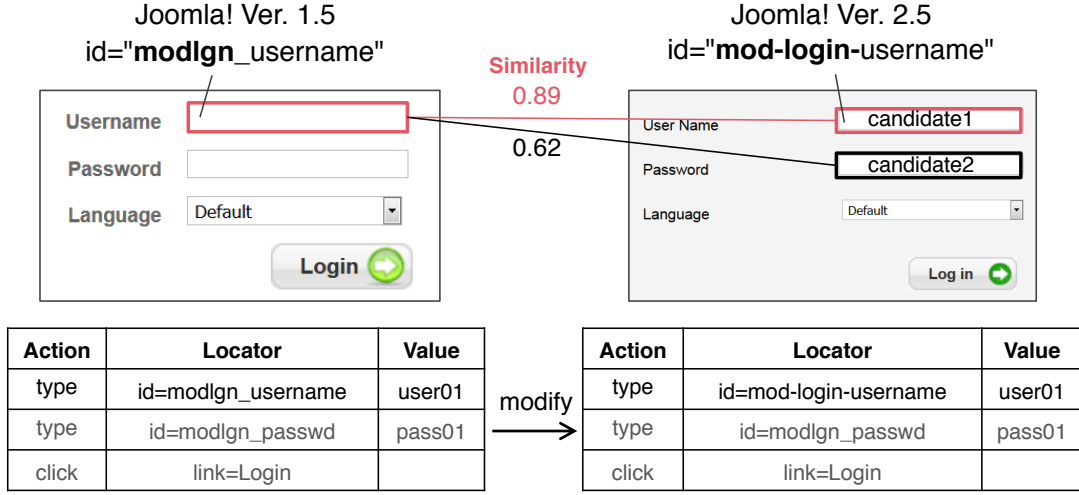 Joomla! Ver. 1.5
id="modlgn_username"
Joomla! Ver. 2.5
id="mod-login-username"
Similarity
0.89
0.62
Username
Password
Language Default
Login
User Name candidate1
Password candidate2
Language Default
Log in
Action Locator Value
type id=modlgn_username user01
type id=modlgn_passwd pass01
click link=Login
modify
Action Locator Value
type id=mod-login-username user01
type id=modlgn_passwd pass01
click link=Login